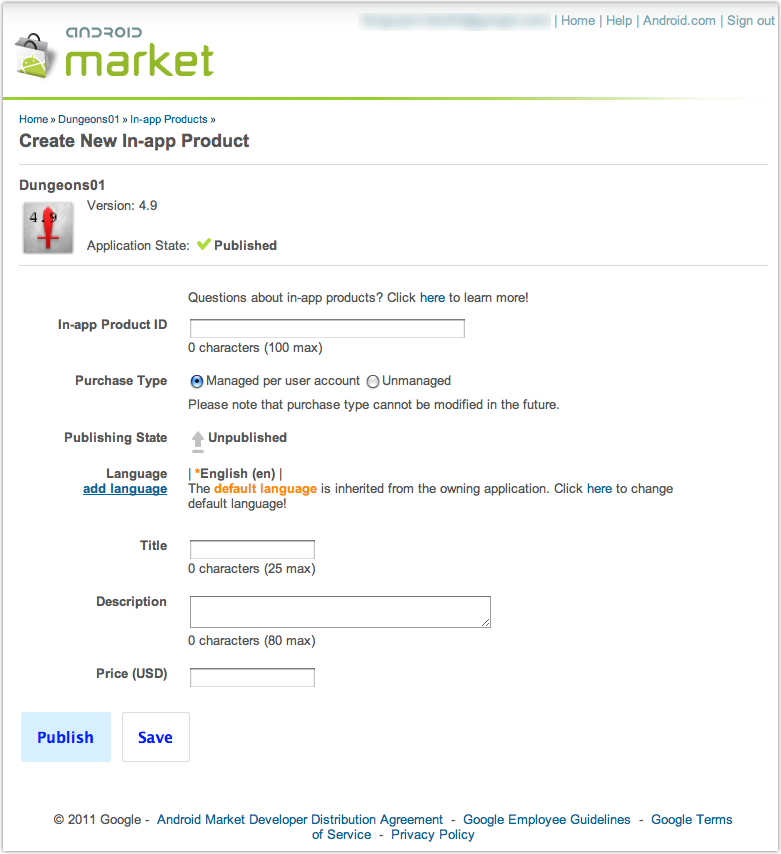 | Home | Help | Android.com | Sign out
ANDROID
market
Home » Dungeons01 » In-app Products »
Create New In-app Product
Dungeons01
4.9
Version: 4.9
Application State: Published
Questions about in-app products? Click here to learn more!
In-app Product ID
0 characters (100 max)
Purchase Type Managed per user account Unmanaged
Please note that purchase type cannot be modified in the future.
Publishing State Unpublished
Language | *English (en) |
add language The default language is inherited from the owning application. Click here to change
default language!
Title
0 characters (25 max)
Description
0 characters (80 max)
Price (USD)
Publish Save
© 2011 Google - Android Market Developer Distribution Agreement - Google Employee Guidelines - Google Terms
of Service - Privacy Policy